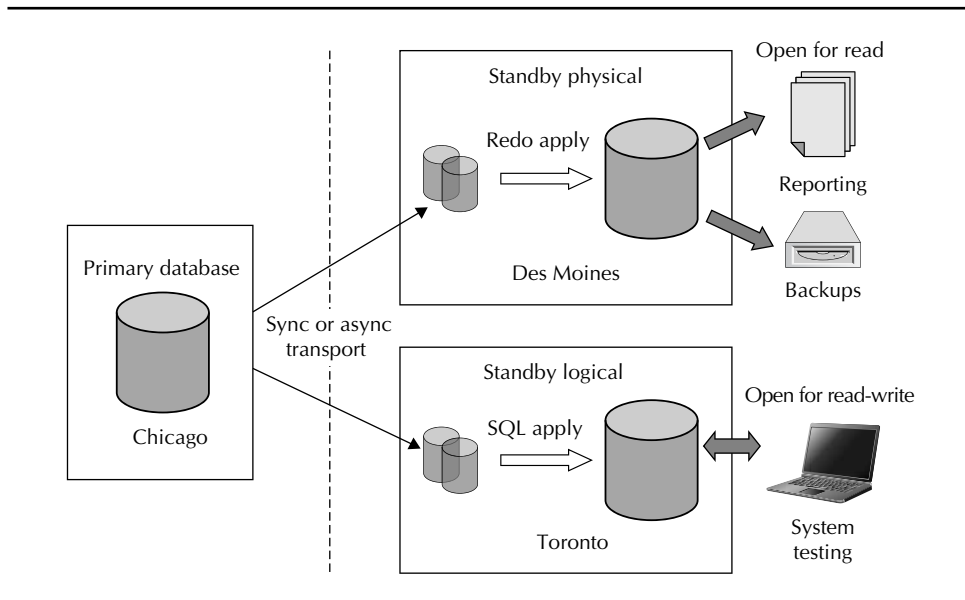 Primary database
Chicago
Sync or async
transport
Standby physical
Redo apply
Des Moines
Open for read
Reporting
Backups
Standby logical
SQL apply
Toronto
Open for read-write
System
testing